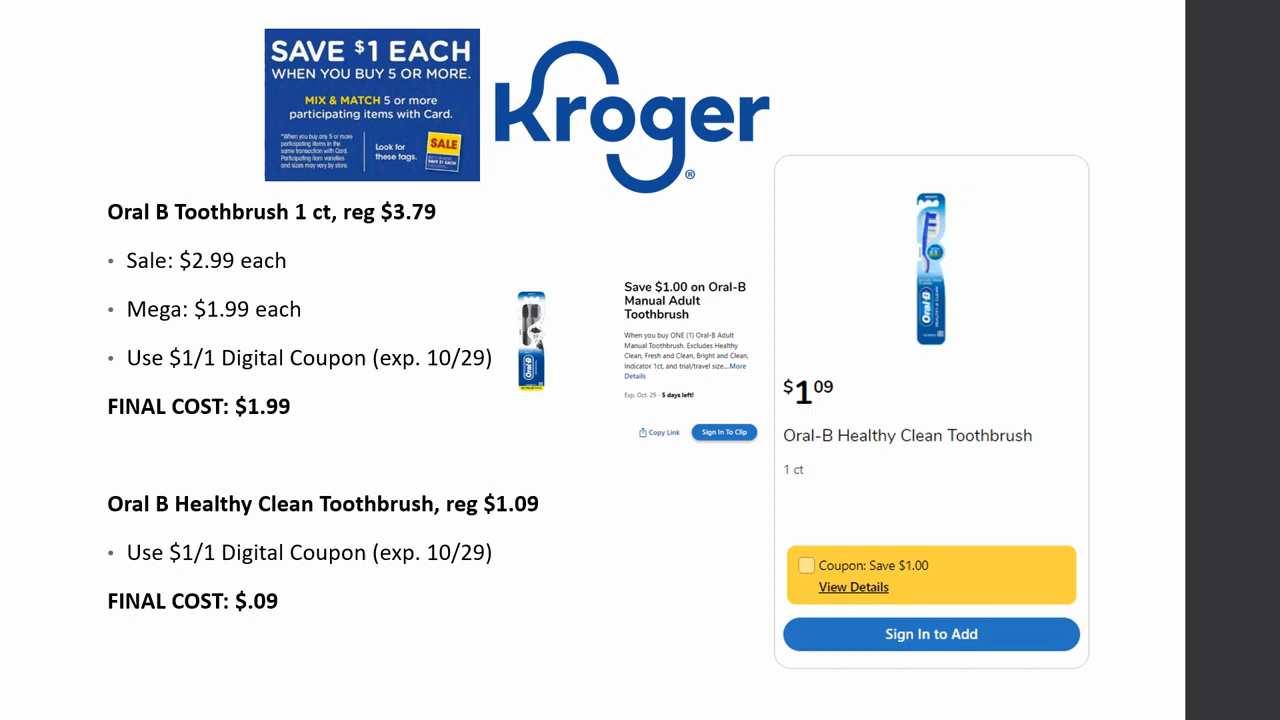 SAVE $1 EACH
WHEN YOU BUY 5 OR MORE.
MIX & MATCH 5 or more
participating items with Card.
*When you buy any 5 or more
participating items in the
same transaction with Card.
Participating item varieties
and sizes may vary by store.
Look for
these tags.
SALE
SAVE $1 EACH
Kroger
®
Oral B Toothbrush 1 ct, reg $3.79
• Sale: $2.99 each
• Mega: $1.99 each
• Use $1/1 Digital Coupon (exp. 10/29)
FINAL COST: $1.99
Oral-B
Save $1.00 on Oral-B
Manual Adult
Toothbrush
When you buy ONE (1) Oral-B Adult
Manual Toothbrush. Excludes Healthy
Clean, Fresh and Clean, Bright and Clean,
Indicator 1ct, and trial/travel size...More
Details
Exp. Oct. 29 - 5 days left!
Copy Link
Sign In To Clip
Oral B Healthy Clean Toothbrush, reg $1.09
• Use $1/1 Digital Coupon (exp. 10/29)
FINAL COST: $.09
Oral-B
$1 09
Oral-B Healthy Clean Toothbrush
1 ct
Coupon: Save $1.00
View Details
Sign In to Add